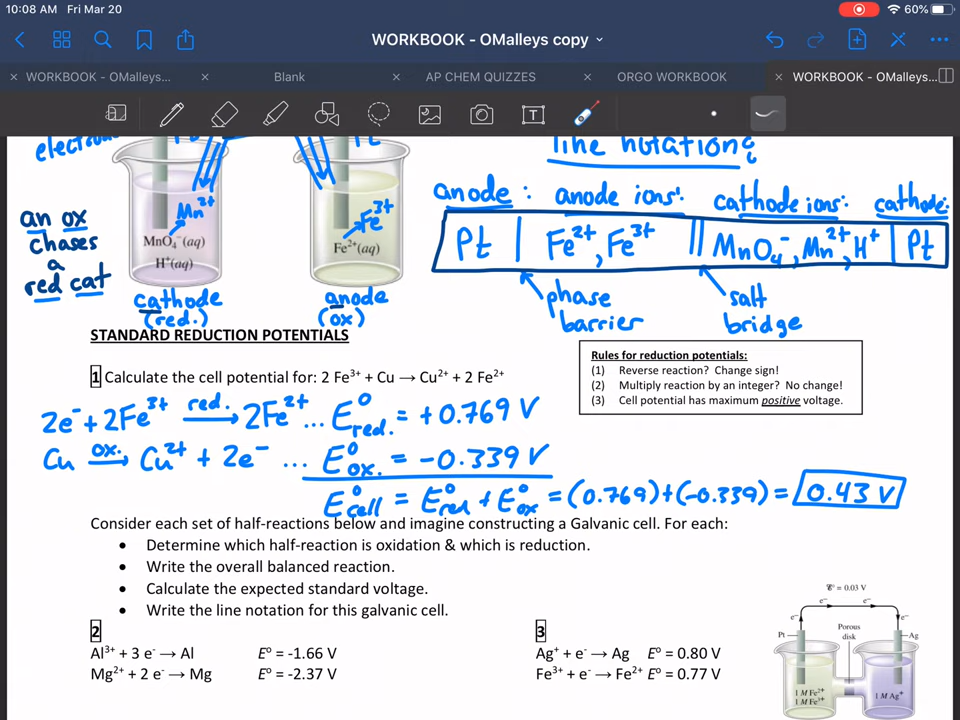 10:08 AM Fri Mar 20
60%
WORKBOOK - OMalleys copy
WORKBOOK - OMalleys...
Blank
AP CHEM QUIZZES
ORGO WORKBOOK
WORKBOOK - OMalleys...
T
line notation:
anode: anode ions: cathode ions: cathode:
Pt | Fe²⁺, Fe³⁺ || MnO₄⁻, Mn²⁺, H⁺ | Pt
phase barrier
salt bridge
an ox
chases
a
red cat
Mn²⁺
MnO₄⁻(aq)
H⁺(aq)
cathode
(red.)
Fe³⁺
Fe²⁺(aq)
anode
(ox)
STANDARD REDUCTION POTENTIALS
1 Calculate the cell potential for: 2 Fe³⁺ + Cu → Cu²⁺ + 2 Fe²⁺
Rules for reduction potentials:
(1) Reverse reaction? Change sign!
(2) Multiply reaction by an integer? No change!
(3) Cell potential has maximum positive voltage.
2e⁻ + 2Fe³⁺ red.→ 2Fe²⁺ ... E⁰red. = +0.769 V
Cu ox.→ Cu²⁺ + 2e⁻ ... E⁰ox. = -0.339 V
E⁰cell = E⁰red + E⁰ox = (0.769)+(-0.339) = 0.43 V
Consider each set of half-reactions below and imagine constructing a Galvanic cell. For each:
• Determine which half-reaction is oxidation & which is reduction.
• Write the overall balanced reaction.
• Calculate the expected standard voltage.
• Write the line notation for this galvanic cell.
2
Al³⁺ + 3 e⁻ → Al E° = -1.66 V
Mg²⁺ + 2 e⁻ → Mg E° = -2.37 V
3
Ag⁺ + e⁻ → Ag E° = 0.80 V
Fe³⁺ + e⁻ → Fe²⁺ E° = 0.77 V
ℰ° = 0.03 V
e⁻ e⁻
e⁻ e⁻
Pt Porous disk Ag
1 M Fe²⁺
1 M Fe³⁺
1 M Ag⁺